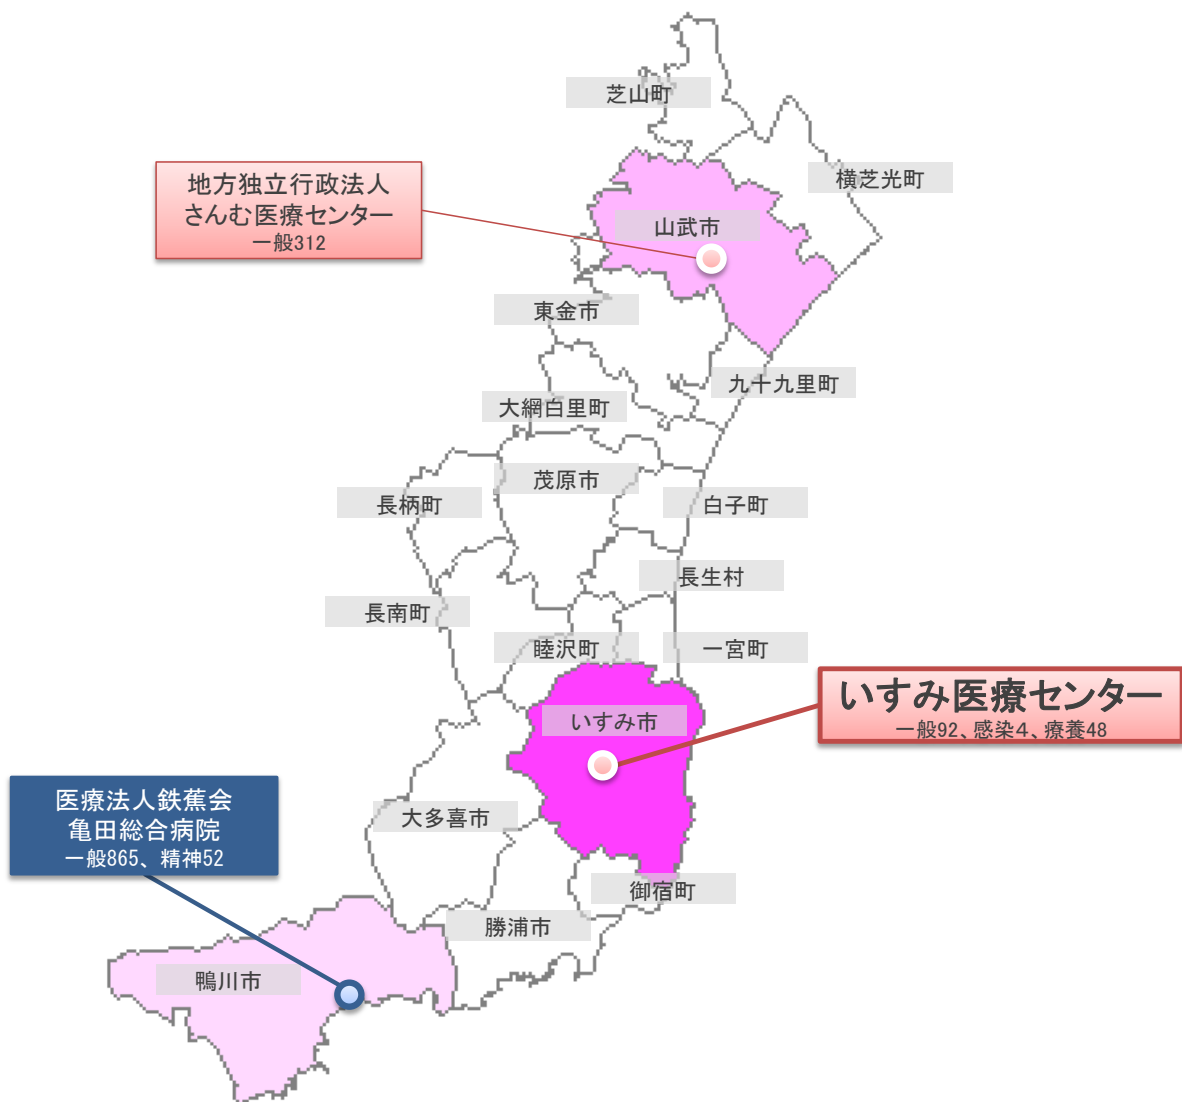 芝山町
横芝光町
地方独立行政法人
さんむ医療センター
一般312
山武市
東金市
九十九里町
大網白里町
茂原市
長柄町
白子町
長生村
長南町
睦沢町
一宮町
いすみ医療センター
一般92、感染４、療養48
いすみ市
医療法人鉄蕉会
亀田総合病院
一般865、精神52
大多喜市
御宿町
勝浦市
鴨川市